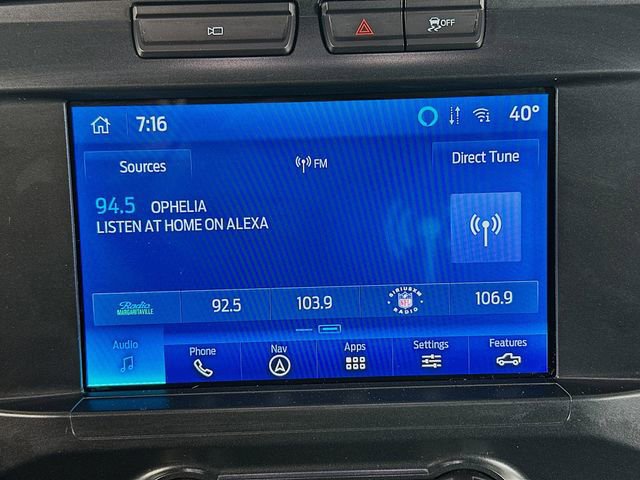 OFF
7:16
40°
Sources
FM
Direct Tune
94.5 OPHELIA
LISTEN AT HOME ON ALEXA
Radio MARGARITAVILLE
92.5
103.9
SIRIUSXM NFL RADIO
106.9
Audio
Phone
Nav
Apps
Settings
Features